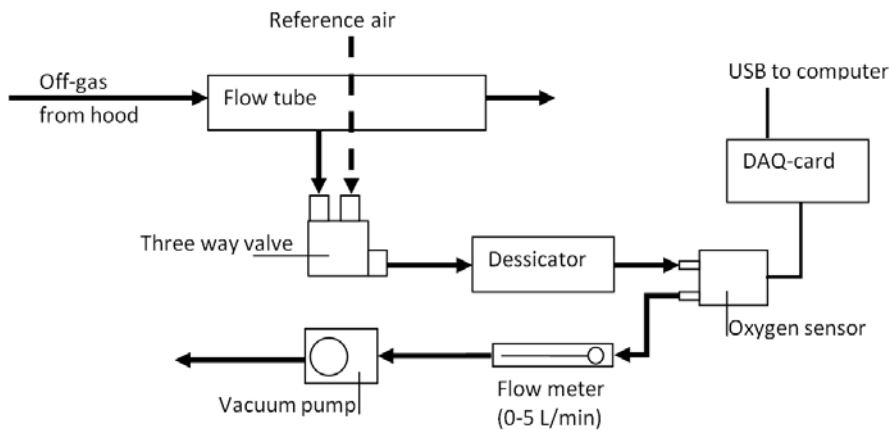 Reference air
Off-gas
from hood
Flow tube
USB to computer
DAQ-card
Three way valve
Dessicator
Oxygen sensor
Vacuum pump
Flow meter
(0-5 L/min)